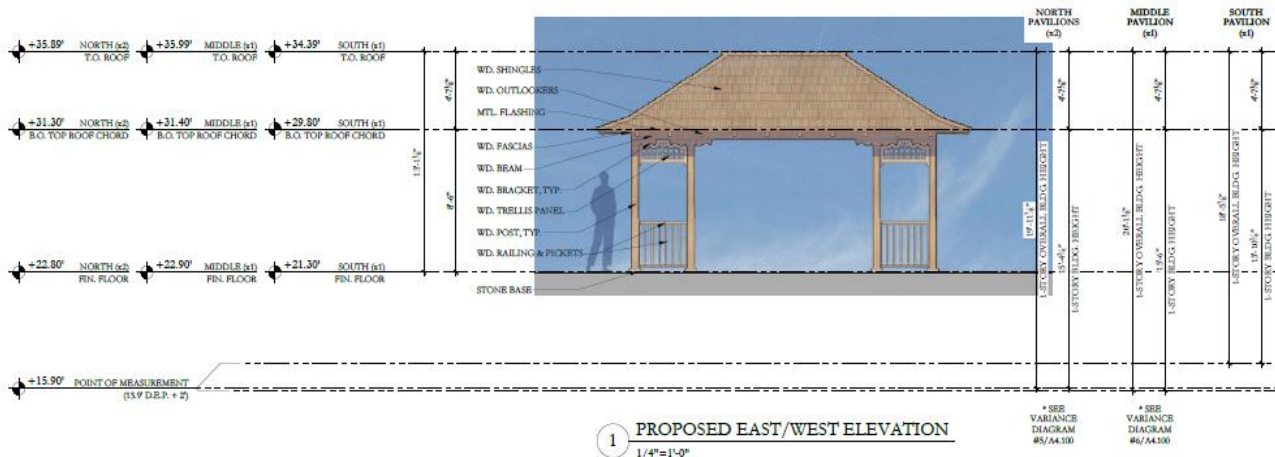 NORTH
PAVILIONS
(x2)
MIDDLE
PAVILION
(x1)
SOUTH
PAVILION
(x1)
+35.89' NORTH (x2)
T.O. ROOF
+35.99' MIDDLE (x1)
T.O. ROOF
+34.39' SOUTH (x1)
T.O. ROOF
+31.30' NORTH (x2)
B.O. TOP ROOF CHORD
+31.40' MIDDLE (x1)
B.O. TOP ROOF CHORD
+29.80' SOUTH (x1)
B.O. TOP ROOF CHORD
+22.80' NORTH (x2)
FIN. FLOOR
+22.90' MIDDLE (x1)
FIN. FLOOR
+21.30' SOUTH (x1)
FIN. FLOOR
+15.90' POINT OF MEASUREMENT
(13.9' D.E.P. + 2')
8'-6"
WD. SHINGLES
WD. OUTLOOKERS
MTL. FLASHING
WD. FASCIAS
WD. BEAM
WD. BRACKET, TYP.
WD. TRELLIS PANEL
WD. POST, TYP.
WD. RAILING & PICKETS
STONE BASE
1-STORY OVERALL BLDG. HEIGHT
1-STORY BLDG. HEIGHT
1-STORY OVERALL BLDG. HEIGHT
1-STORY BLDG. HEIGHT
1-STORY OVERALL BLDG. HEIGHT
1-STORY BLDG. HEIGHT
* SEE
VARIANCE
DIAGRAM
#5/A4.100
* SEE
VARIANCE
DIAGRAM
#6/A4.100
1
PROPOSED EAST/WEST ELEVATION
1/4"=1'-0"